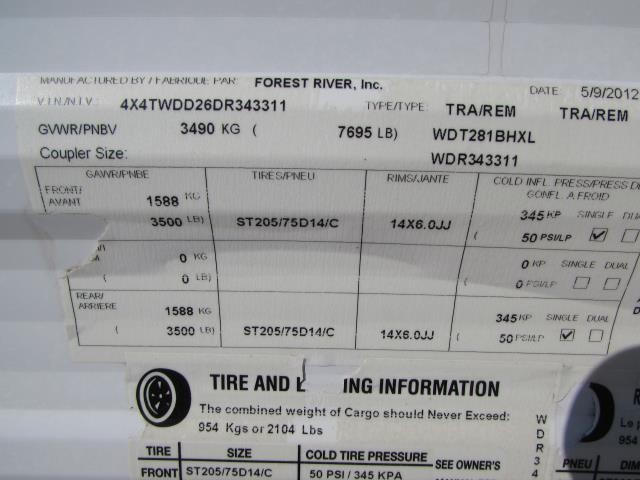 MANUFACTURED BY / FABRIQUE PAR: FOREST RIVER, Inc. DATE: 5/9/2012
V.I.N./N.I.V.: 4X4TWDD26DR343311 TYPE/TYPE: TRA/REM TRA/REM
GVWR/PNBV 3490 KG ( 7695 LB) WDT281BHXL
Coupler Size: WDR343311
GAWR/PNBE TIRES/PNEU RIMS/JANTE COLD INFL. PRESS/PRESS D
GONFL. A FROID
FRONT/ AVANT 1588 KG 345 KP SINGLE DUA
3500 LB) ST205/75D14/C 14X6.0JJ ( 50 PSI/LP
0 KG 0 KP SINGLE DUAL
( 0 LB) ( 0 PSI/LP
REAR/ ARRIERE 1588 KG 345 KP SINGLE DUAL
( 3500 LB) ST205/75D14/C 14X6.0JJ ( 50 PSI/LP
TIRE AND L ING INFORMATION R
The combined weight of Cargo should Never Exceed: Le p
954 Kgs or 2104 Lbs 954
WDR34
TIRE SIZE COLD TIRE PRESSURE SEE OWNER'S PNEU DIM
FRONT ST205/75D14/C 50 PSI / 345 KPA